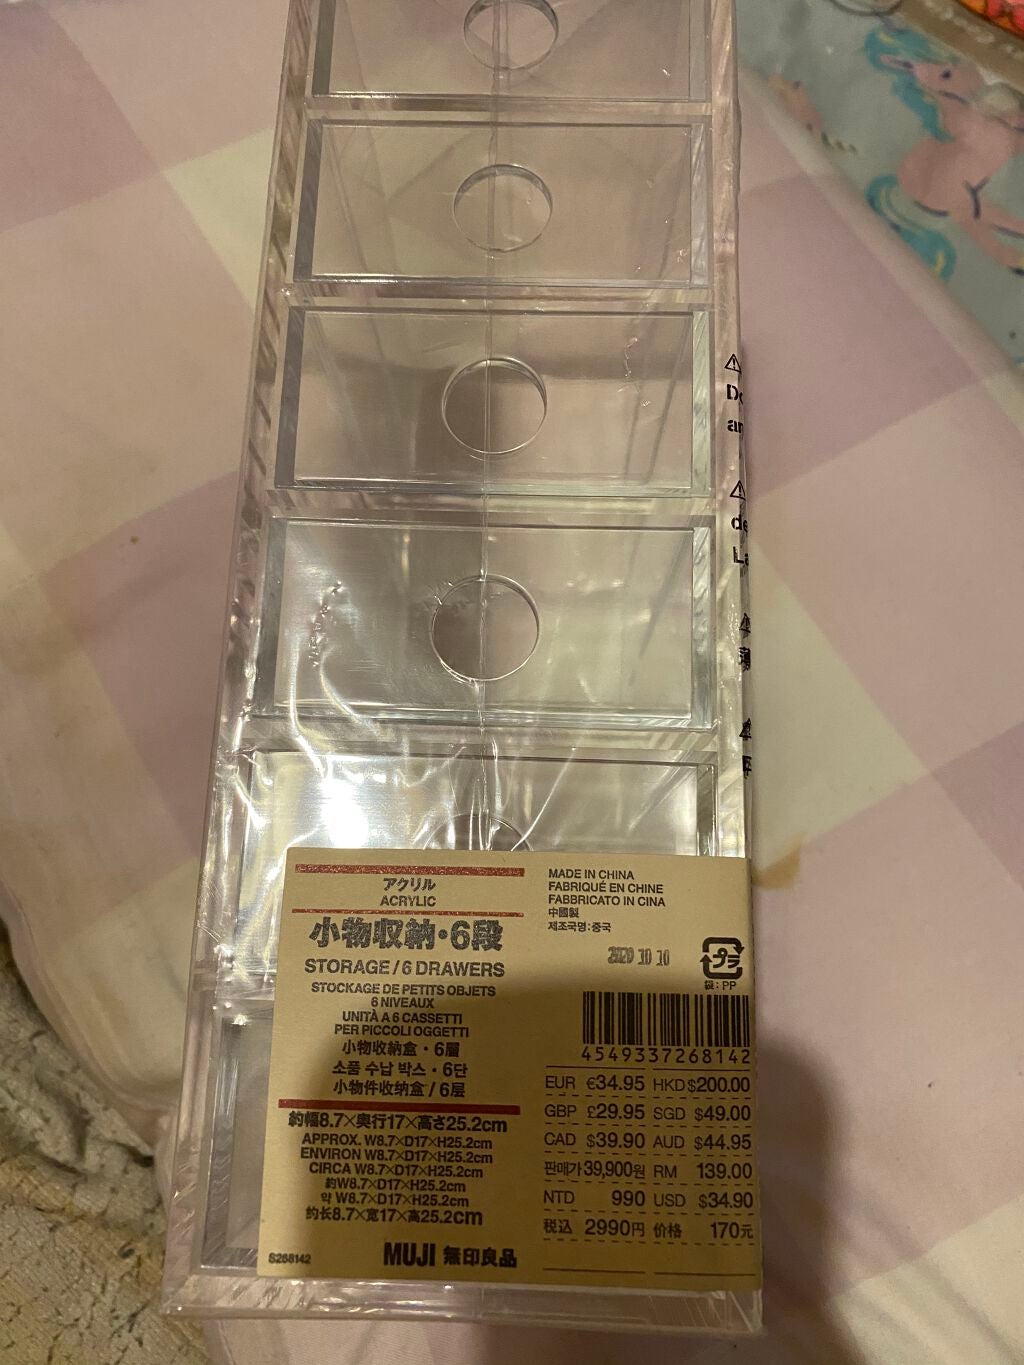 アクリル
ACRYLIC
小物収納・6段
STORAGE / 6 DRAWERS
STOCKAGE DE PETITS OBJETS
6 NIVEAUX
UNITÀ A 6 CASSETTI
PER PICCOLI OGGETTI
小物收納盒・6層
소품 수납 박스・6단
小物件收纳盒 / 6层
約幅8.7×奥行17×高さ25.2cm
APPROX. W8.7×D17×H25.2cm
ENVIRON W8.7×D17×H25.2cm
CIRCA W8.7×D17×H25.2cm
約W8.7×D17×H25.2cm
약 W8.7×D17×H25.2cm
约长8.7×宽17×高25.2cm
S268142
MUJI 無印良品
MADE IN CHINA
FABRIQUÉ EN CHINE
FABBRICATO IN CINA
中國製
제조국명:중국
2020 10 10
プラ
袋:PP
4549337268142
EUR €34.95 HKD $200.00
GBP £29.95 SGD $49.00
CAD $39.90 AUD $44.95
판매가 39,900원 RM 139.00
NTD 990 USD $34.90
税込 2990円 价格 170元
Do
an
de
La